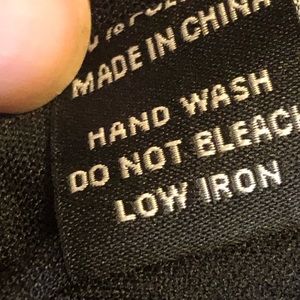 MADE IN CHINA
HAND WASH
DO NOT BLEACH
LOW IRON